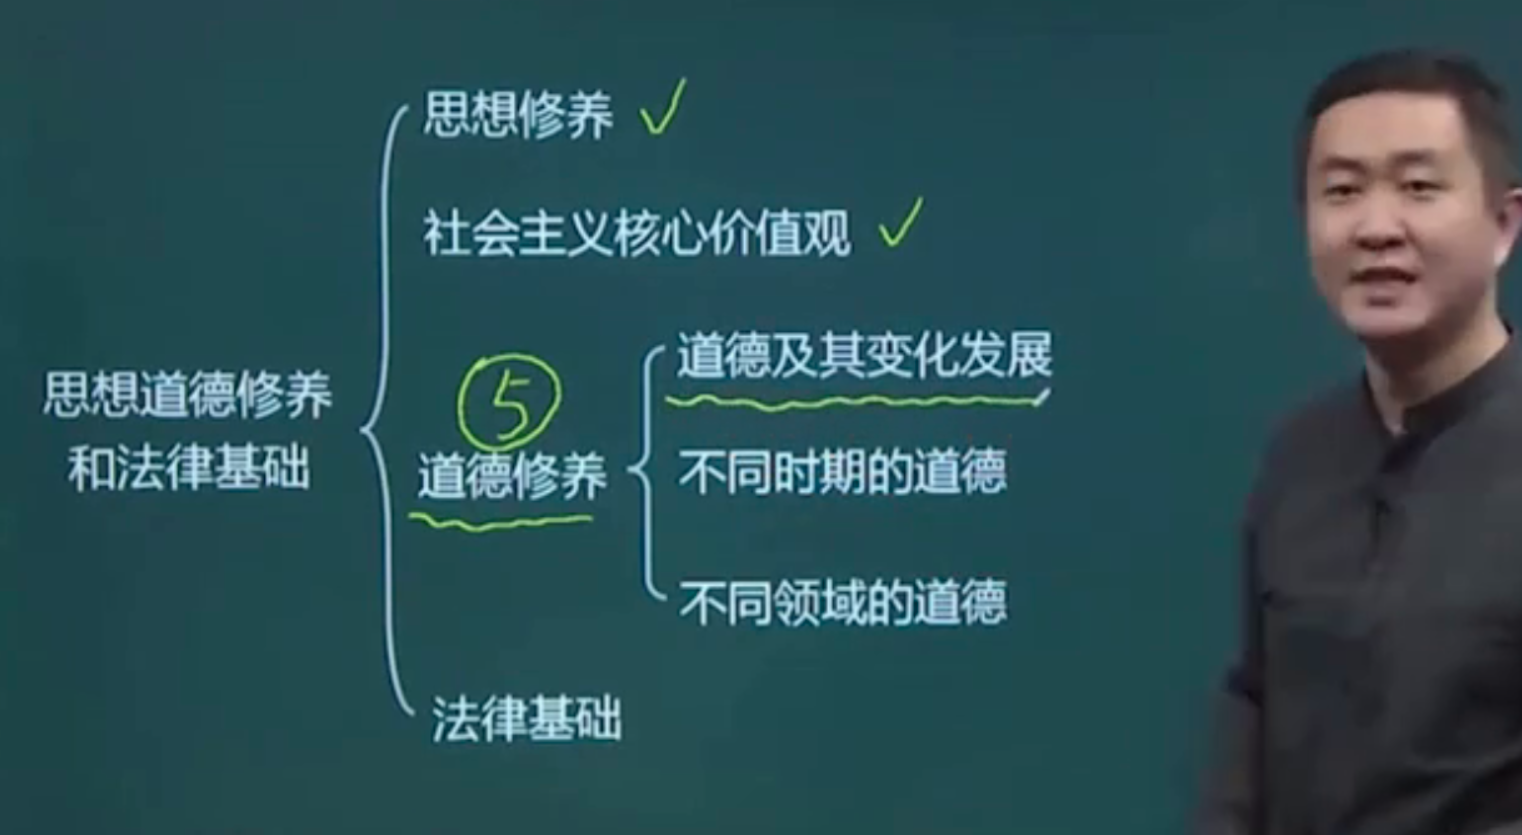 思想修养 ✓
社会主义核心价值观 ✓
思想道德修养
和法律基础
⑤
道德修养
道德及其变化发展
不同时期的道德
不同领域的道德
法律基础